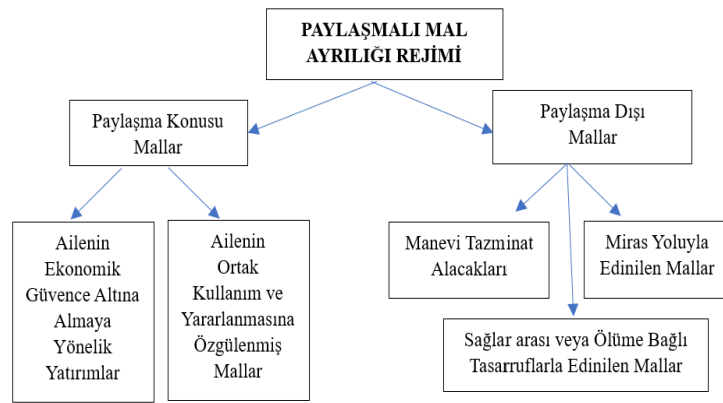 PAYLAŞMALI MAL
AYRILIĞI REJİMİ
Paylaşma Konusu
Mallar
Paylaşma Dışı
Mallar
Ailenin
Ekonomik
Güvence Altına
Almaya
Yönelik
Yatırımlar
Ailenin
Ortak
Kullanım ve
Yararlanmasına
Özgülenmiş
Mallar
Manevi Tazminat
Alacakları
Miras Yoluyla
Edinilen Mallar
Sağlar arası veya Ölüme Bağlı
Tasarruflarla Edinilen Mallar